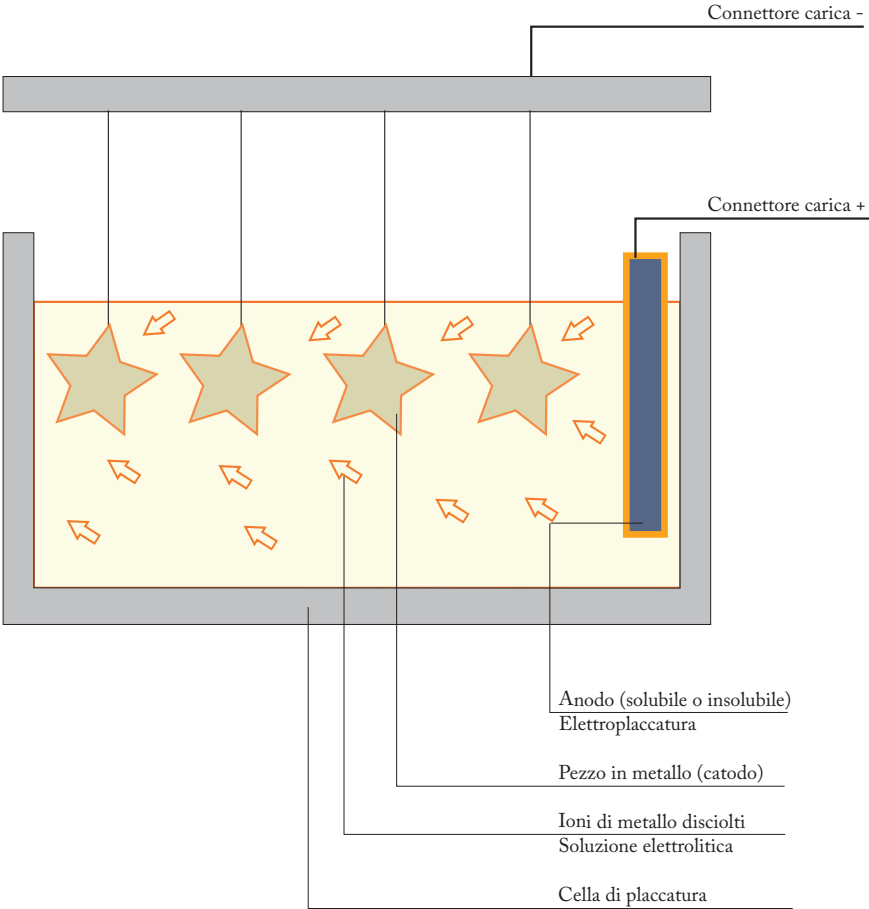 Connettore carica -
Connettore carica +
Anodo (solubile o insolubile)
Elettroplaccatura
Pezzo in metallo (catodo)
Ioni di metallo disciolti
Soluzione elettrolitica
Cella di placcatura